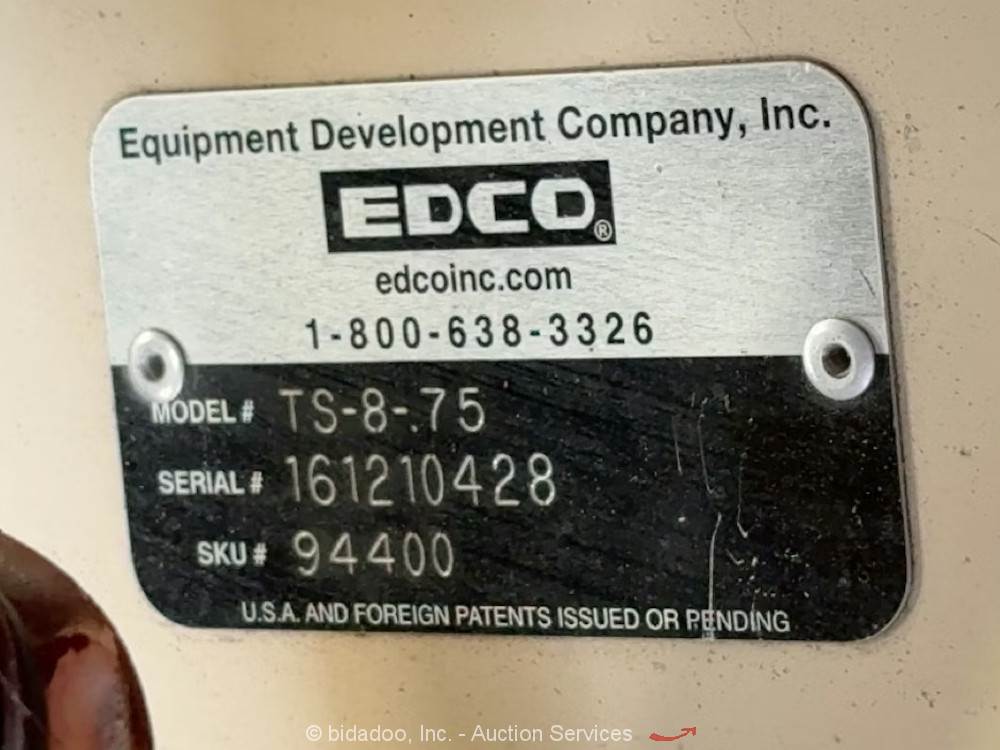 Equipment Development Company, Inc.
EDCO®
edcoinc.com
1-800-638-3326
MODEL # TS-8-.75
SERIAL # 161210428
SKU # 94400
U.S.A. AND FOREIGN PATENTS ISSUED OR PENDING
© bidadoo, Inc. - Auction Services